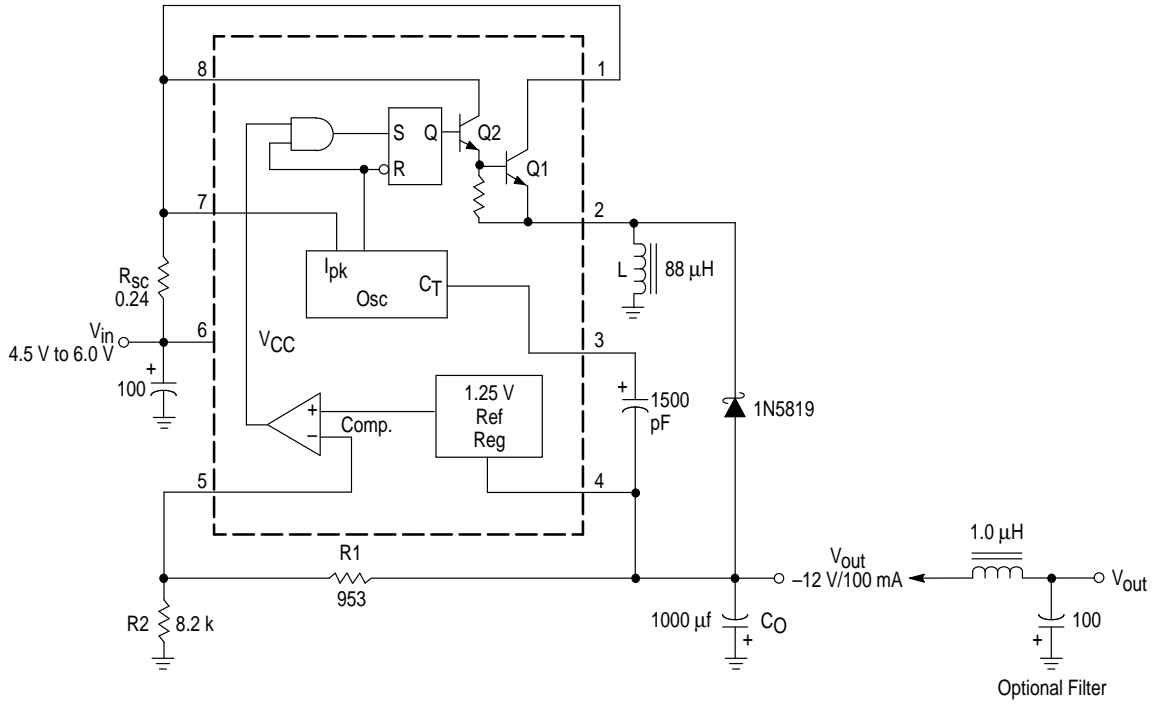 8
1
S Q
Q2
R
Q1
7
2
Ipk
CT
Osc
L
88 µH
Rsc
0.24
Vin
4.5 V to 6.0 V
6
VCC
3
+
100
1.25 V
Ref
Reg
+
1500
pF
1N5819
+
–
Comp.
5
4
R1
953
Vout
–12 V/100 mA
1.0 µH
Vout
R2 8.2 k
1000 µf
CO
+
100
+
Optional Filter